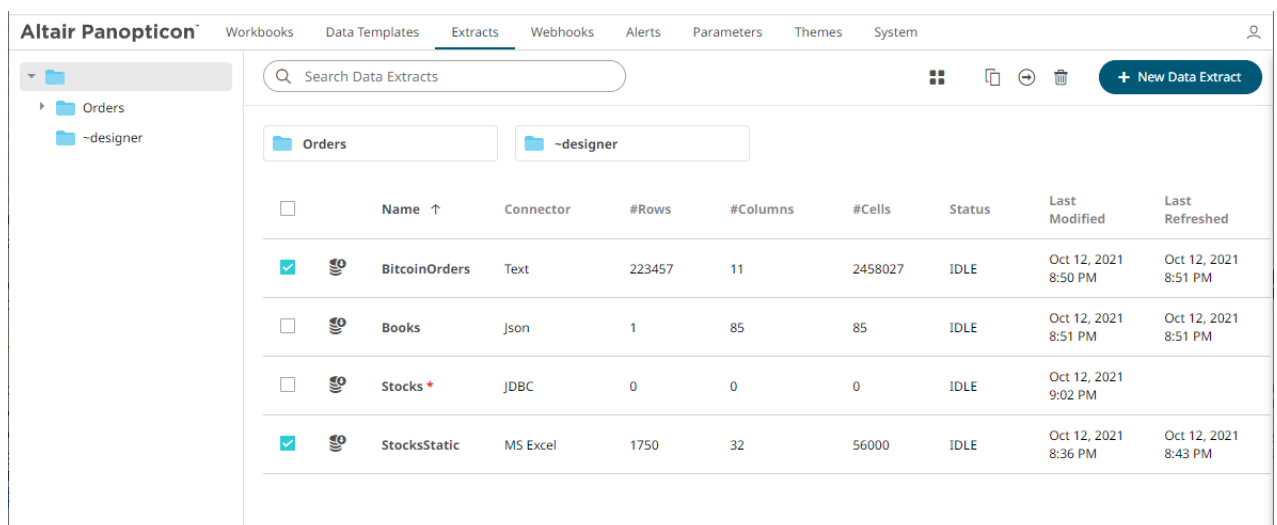 Altair Panopticon™ Workbooks Data Templates Extracts Webhooks Alerts Parameters Themes System
Search Data Extracts + New Data Extract
Orders
~designer
Orders ~designer
Name ↑ Connector #Rows #Columns #Cells Status Last Modified Last Refreshed
BitcoinOrders Text 223457 11 2458027 IDLE Oct 12, 2021 8:50 PM Oct 12, 2021 8:51 PM
Books Json 1 85 85 IDLE Oct 12, 2021 8:51 PM Oct 12, 2021 8:51 PM
Stocks * JDBC 0 0 0 IDLE Oct 12, 2021 9:02 PM
StocksStatic MS Excel 1750 32 56000 IDLE Oct 12, 2021 8:36 PM Oct 12, 2021 8:43 PM